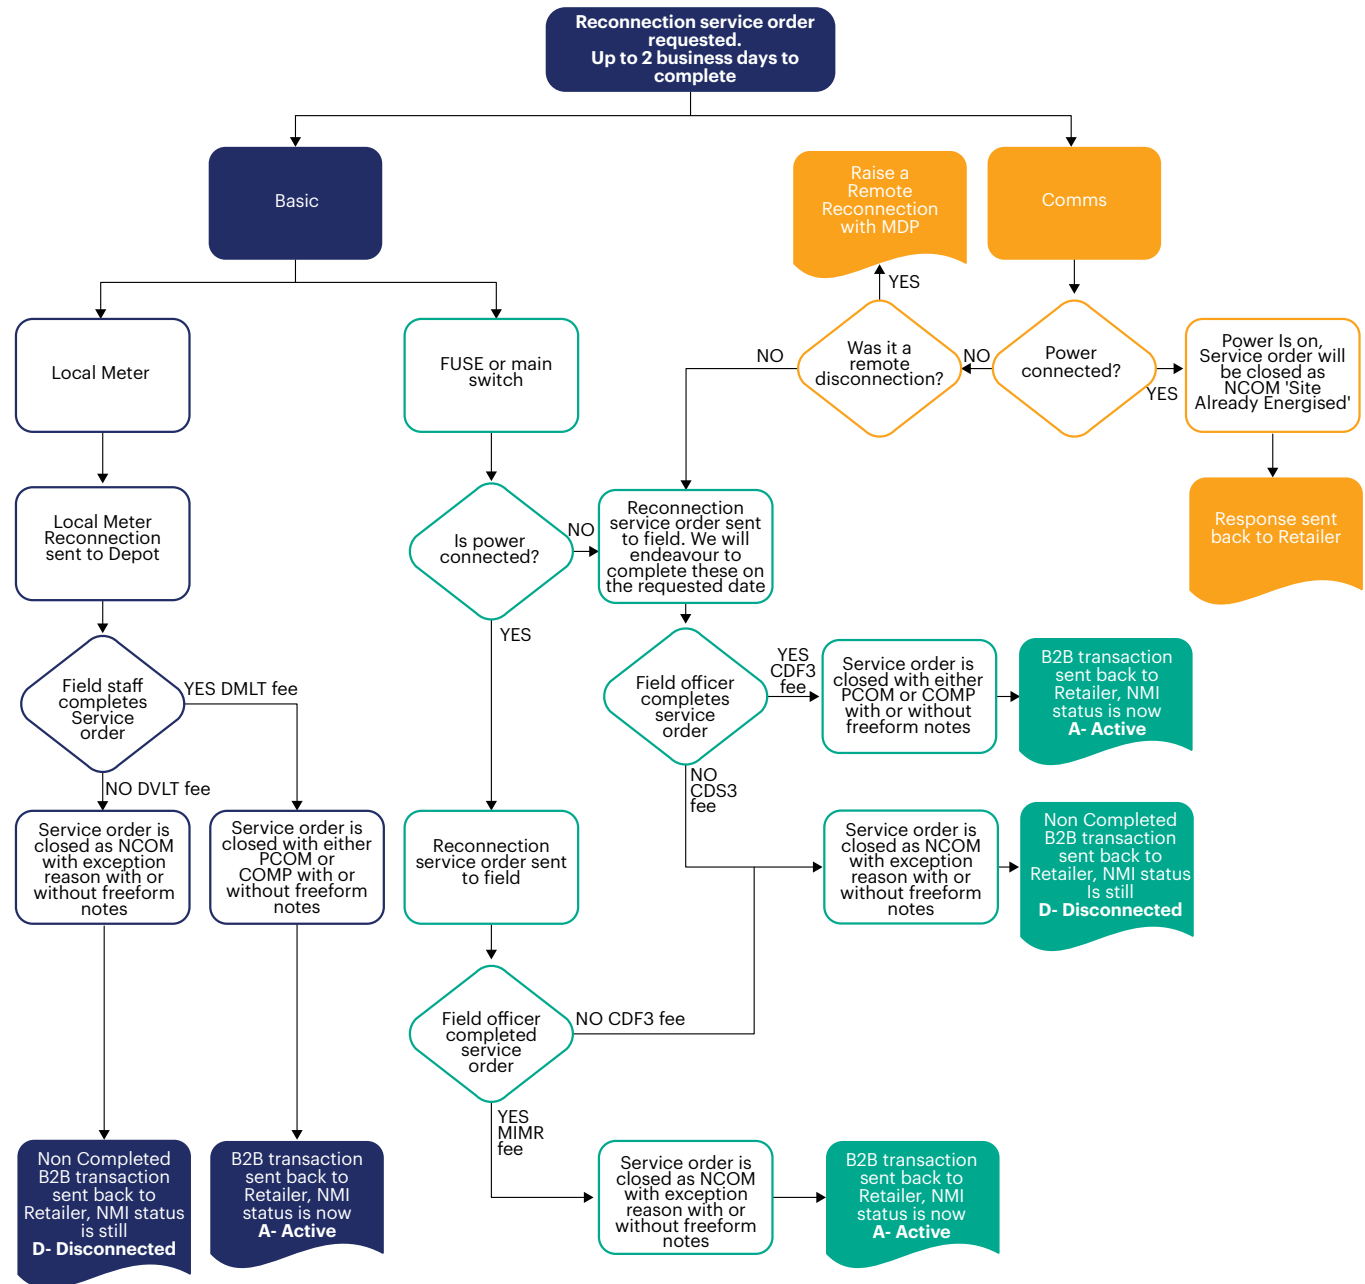 Reconnection service order
requested.
Up to 2 business days to
complete
Basic
Raise a
Remote
Reconnection
with MDP
Comms
YES
Local Meter
FUSE or main
switch
NO
Was it a
remote
disconnection?
NO
Power
connected?
YES
Power Is on,
Service order will
be closed as
NCOM 'Site
Already Energised'
Local Meter
Reconnection
sent to Depot
Is power
connected?
NO
Reconnection
service order sent
to field. We will
endeavour to
complete these on
the requested date
Response sent
back to Retailer
YES
Field staff
completes
Service
order
YES DMLT fee
NO DVLT fee
Field officer
completes
service
order
YES
CDF3
fee
Service order is
closed with either
PCOM or COMP
with or without
freeform notes
B2B transaction
sent back to
Retailer, NMI
status is now
A- Active
NO
CDS3
fee
Service order is
closed as NCOM
with exception
reason with or
without freeform
notes
Service order is
closed with either
PCOM or
COMP with or
without freeform
notes
Reconnection
service order sent
to field
Service order is
closed as NCOM
with exception
reason with or
without freeform
notes
Non Completed
B2B transaction
sent back to
Retailer, NMI status
Is still
D- Disconnected
Field officer
completed
service
order
NO CDF3 fee
YES
MIMR
fee
Non Completed
B2B transaction
sent back to
Retailer, NMI status
is still
D- Disconnected
B2B transaction
sent back to
Retailer, NMI
status is now
A- Active
Service order is
closed as NCOM
with exception
reason with or
without freeform
notes
B2B transaction
sent back to
Retailer, NMI
status is now
A- Active